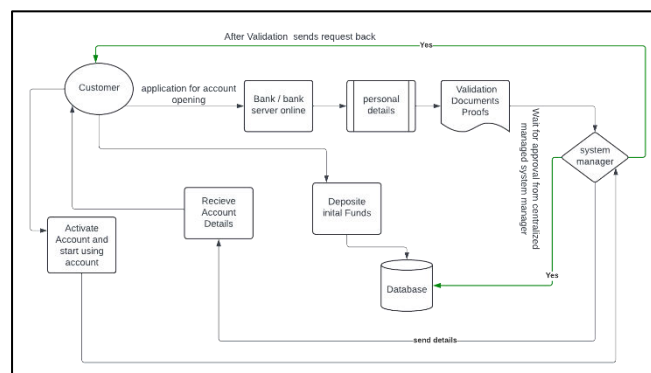 After Validation  sends request back
Yes
Customer
application for account
opening
Bank / bank
server online
personal
details
Validation
Documents
Proofs
Wait for approval from centralized
managed system manager
system
manager
Recieve
Account
Details
Deposite
inital Funds
Activate
Account and
start using
account
Database
Yes
send details